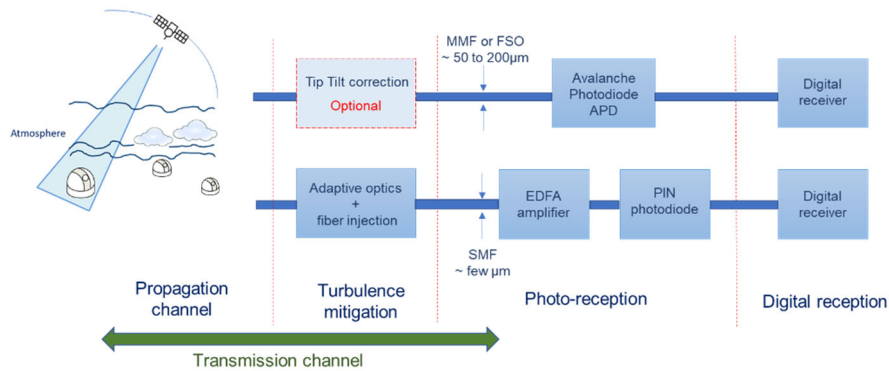 MMF or FSO
~ 50 to 200µm
Tip Tilt correction
Optional
Avalanche
Photodiode
APD
Digital
receiver
Atmosphere
Adaptive optics
+
fiber injection
EDFA
amplifier
PIN
photodiode
Digital
receiver
SMF
~ few µm
Propagation
channel
Turbulence
mitigation
Photo-reception
Digital reception
Transmission channel